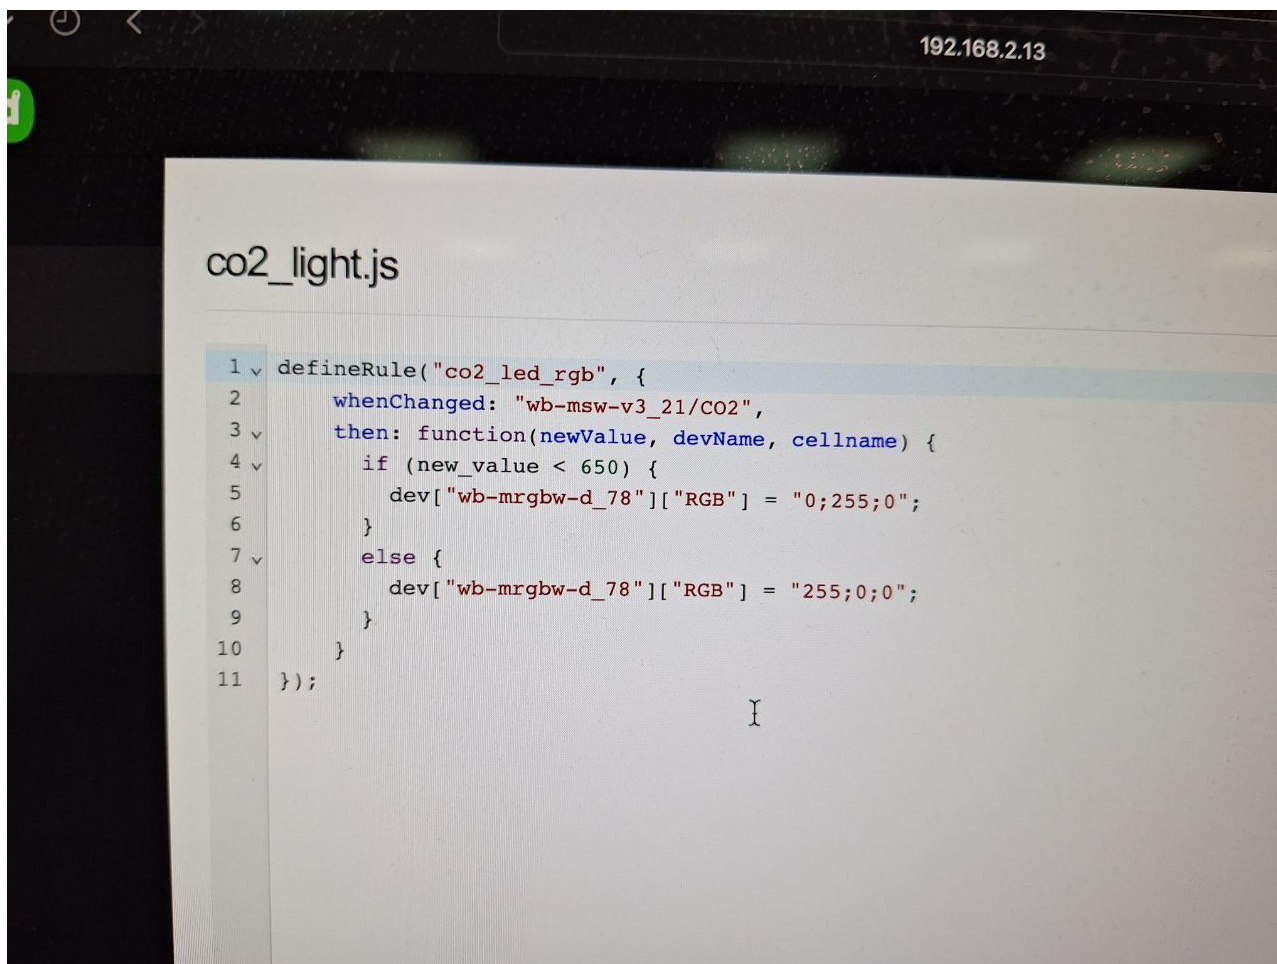 192.168.2.13
co2_light.js
1 defineRule("co2_led_rgb", {
2 whenChanged: "wb-msw-v3_21/CO2",
3 then: function(newValue, devName, cellname) {
4 if (new_value < 650) {
5 dev["wb-mrgbw-d_78"]["RGB"] = "0;255;0";
6 }
7 else {
8 dev["wb-mrgbw-d_78"]["RGB"] = "255;0;0";
9 }
10 }
11 });